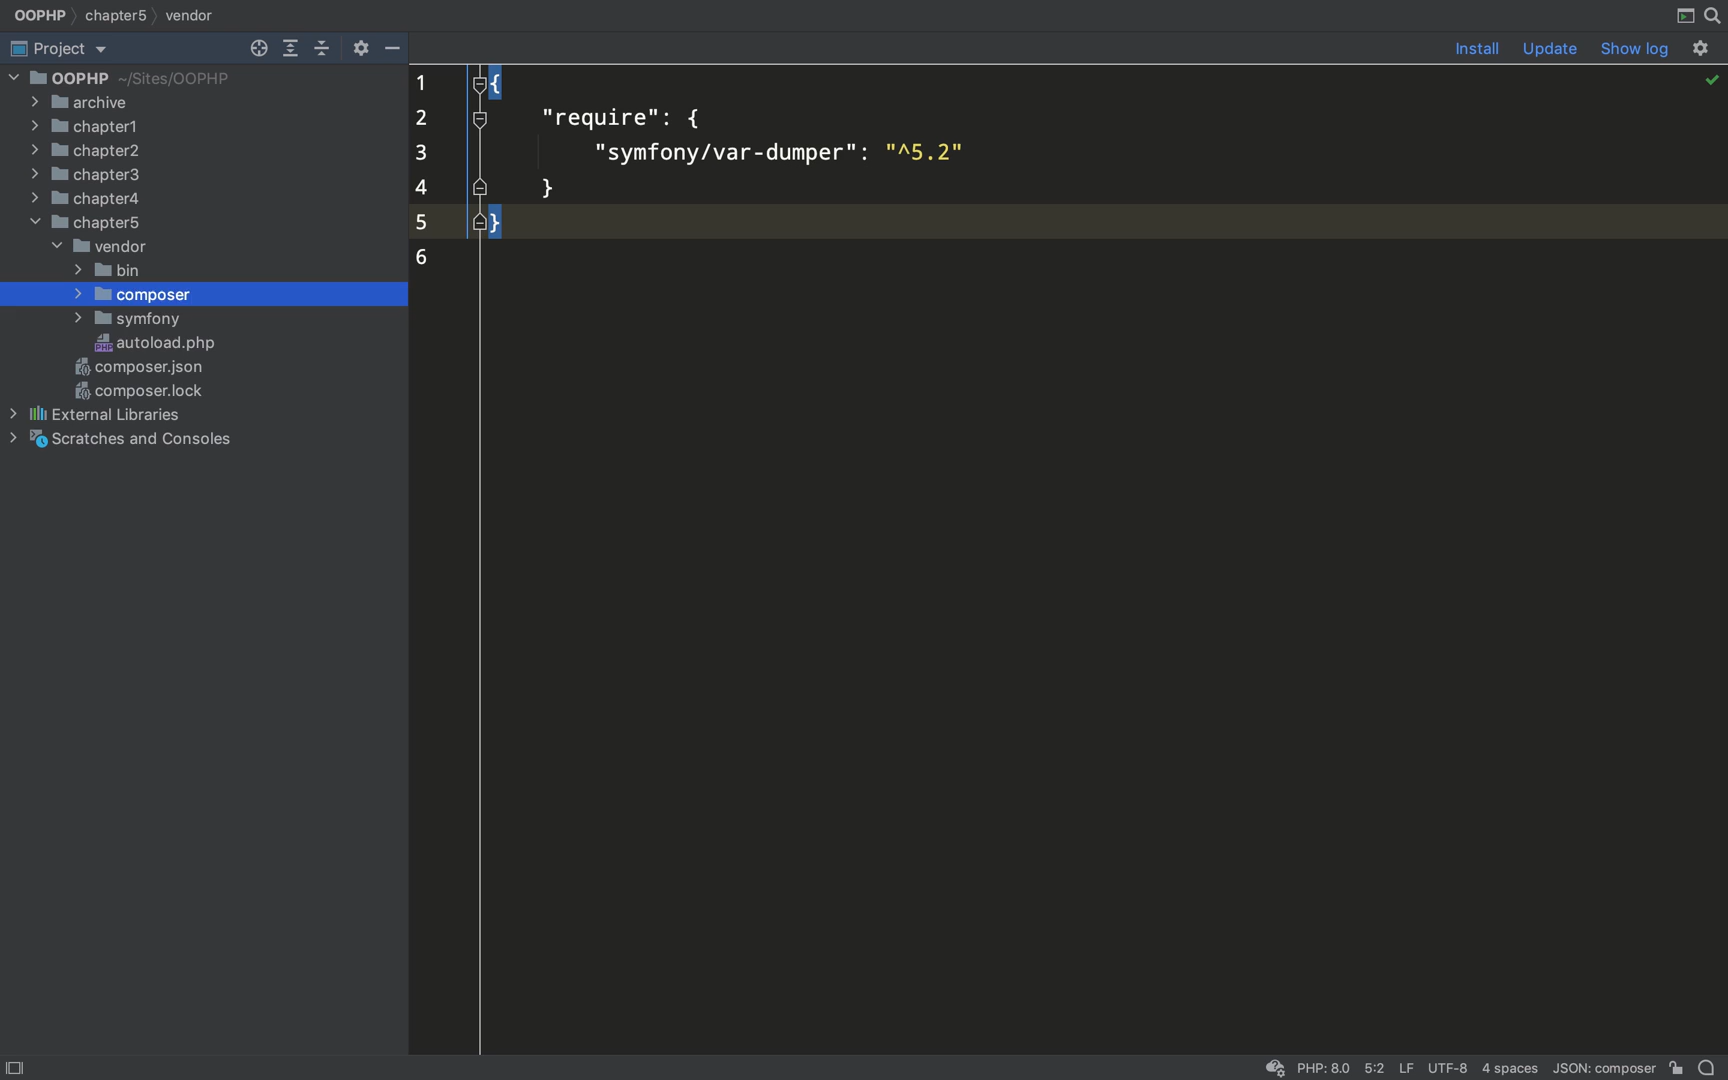 OOPHP chapter5 vendor
Project
Install Update Show log
OOPHP ~/Sites/OOPHP
archive
chapter1
chapter2
chapter3
chapter4
chapter5
vendor
bin
composer
symfony
autoload.php
composer.json
composer.lock
External Libraries
Scratches and Consoles
1 {
2 "require": {
3 "symfony/var-dumper": "^5.2"
4 }
5 }
6
PHP: 8.0 5:2 LF UTF-8 4 spaces JSON: composer